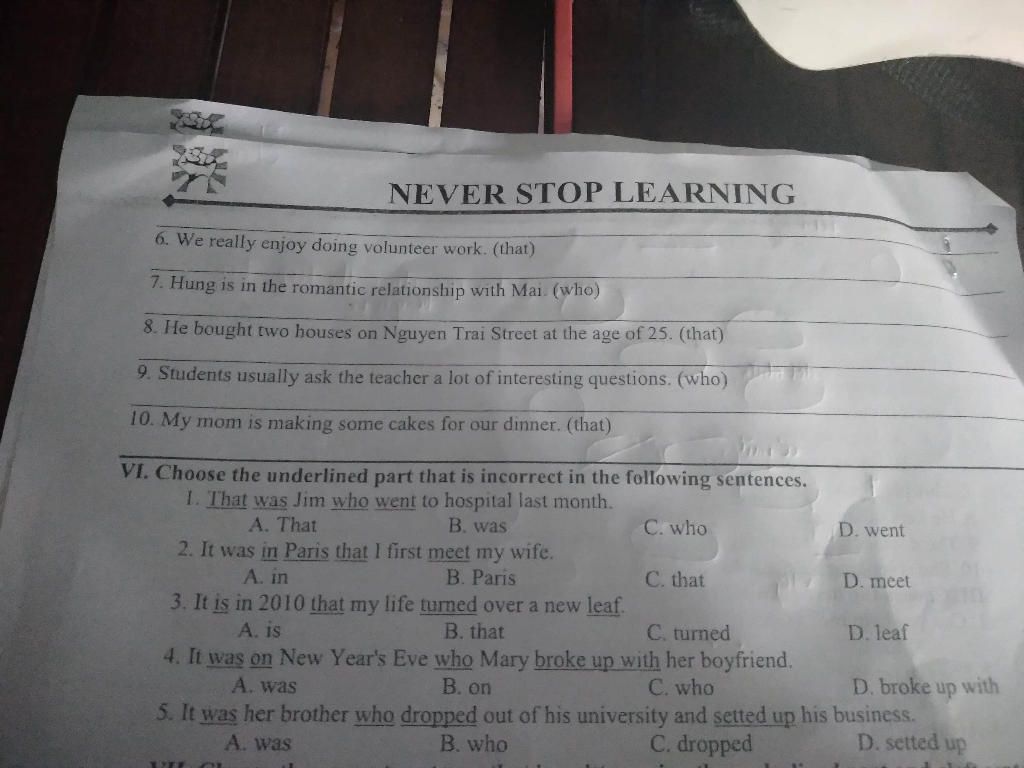 NEVER STOP LEARNING
6. We really enjoy doing volunteer work. (that)
7. Hung is in the romantic relationship with Mai. (who)
8. He bought two houses on Nguyen Trai Street at the age of 25. (that)
9. Students usually ask the teacher a lot of interesting questions. (who)
10. My mom is making some cakes for our dinner. (that)
VI. Choose the underlined part that is incorrect in the following sentences.
1. That was Jim who went to hospital last month.
A. That B. was C. who D. went
2. It was in Paris that I first meet my wife.
A. in B. Paris C. that D. meet
3. It is in 2010 that my life turned over a new leaf.
A. is B. that C. turned D. leaf
4. It was on New Year's Eve who Mary broke up with her boyfriend.
A. was B. on C. who D. broke up with
5. It was her brother who dropped out of his university and setted up his business.
A. was B. who C. dropped D. setted up